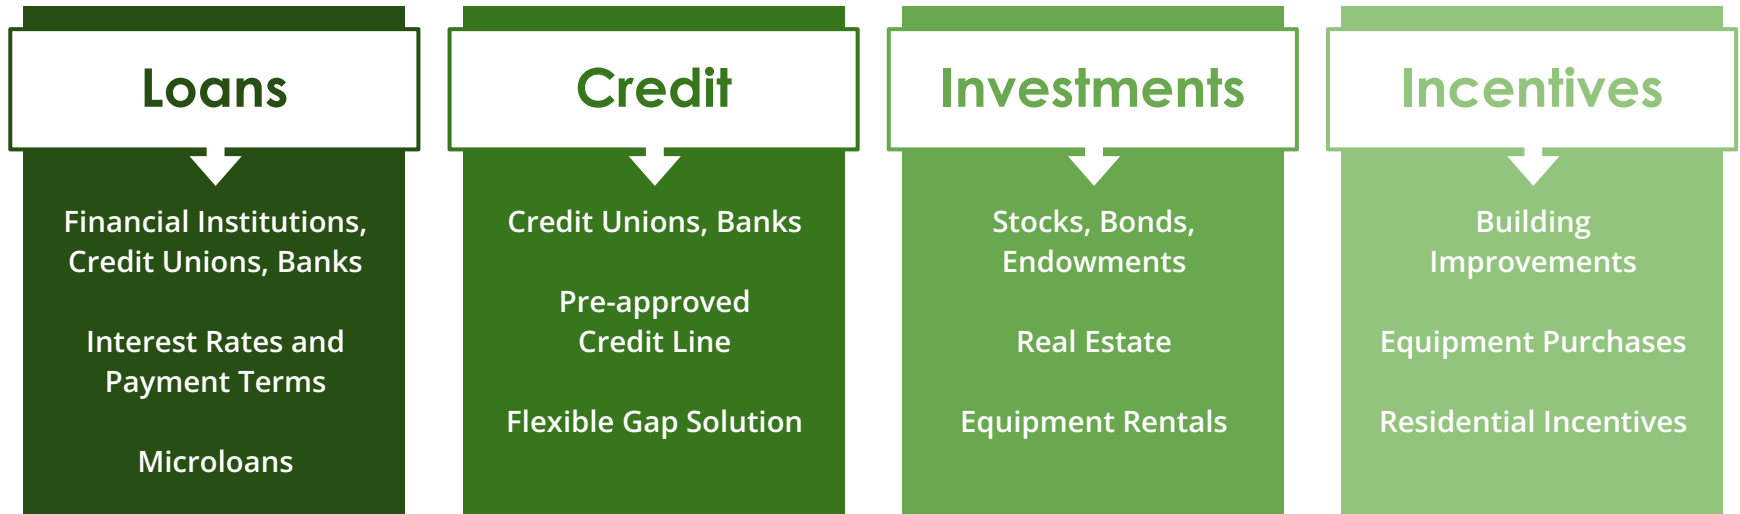 Loans
Financial Institutions,
Credit Unions, Banks
Interest Rates and
Payment Terms
Microloans
Credit
Credit Unions, Banks
Pre-approved
Credit Line
Flexible Gap Solution
Investments
Stocks, Bonds,
Endowments
Real Estate
Equipment Rentals
Incentives
Building
Improvements
Equipment Purchases
Residential Incentives